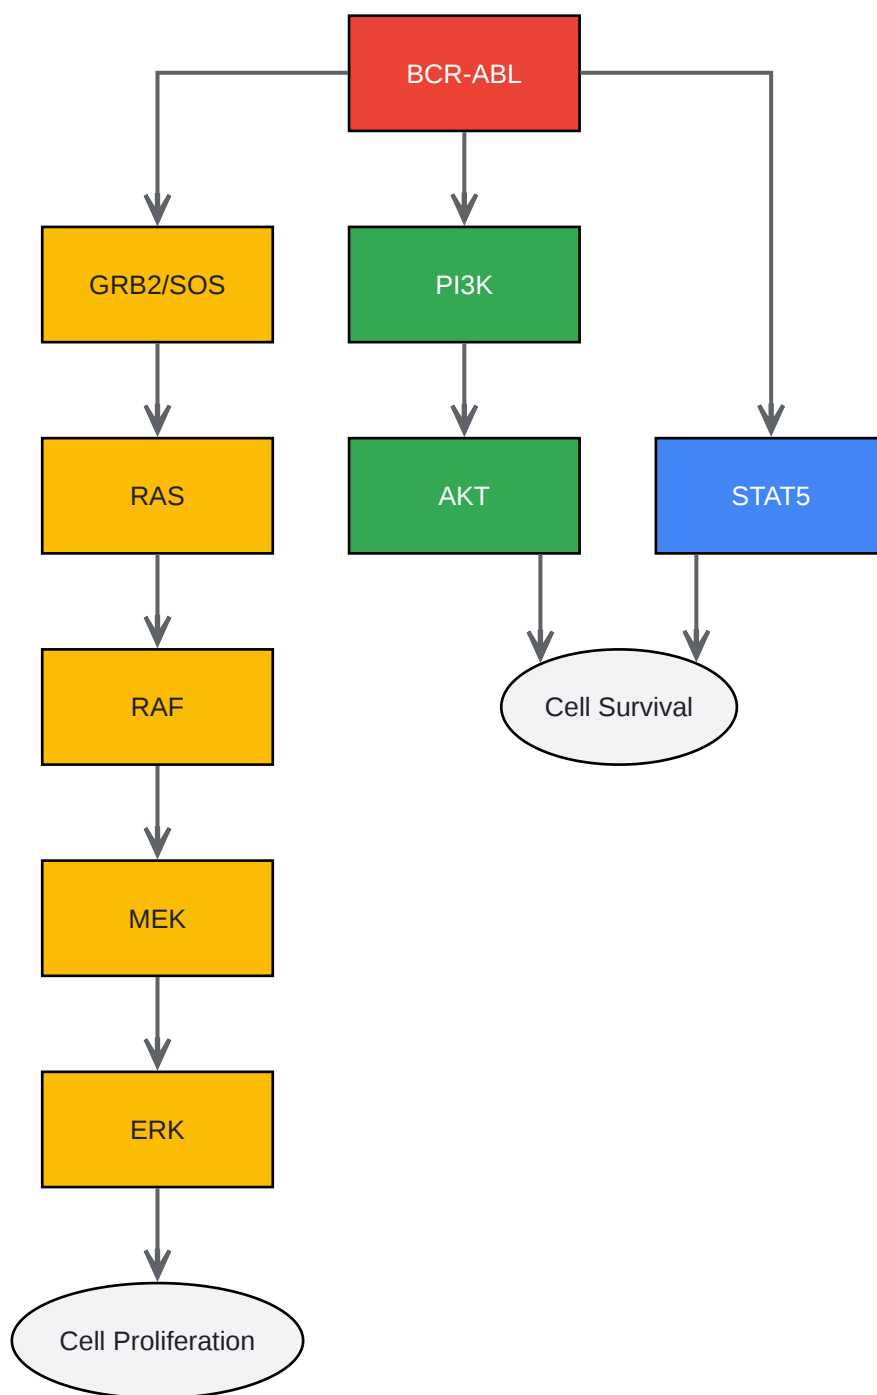 BCR-ABL
GRB2/SOS
PI3K
RAS
AKT
STAT5
RAF
Cell Survival
MEK
ERK
Cell Proliferation